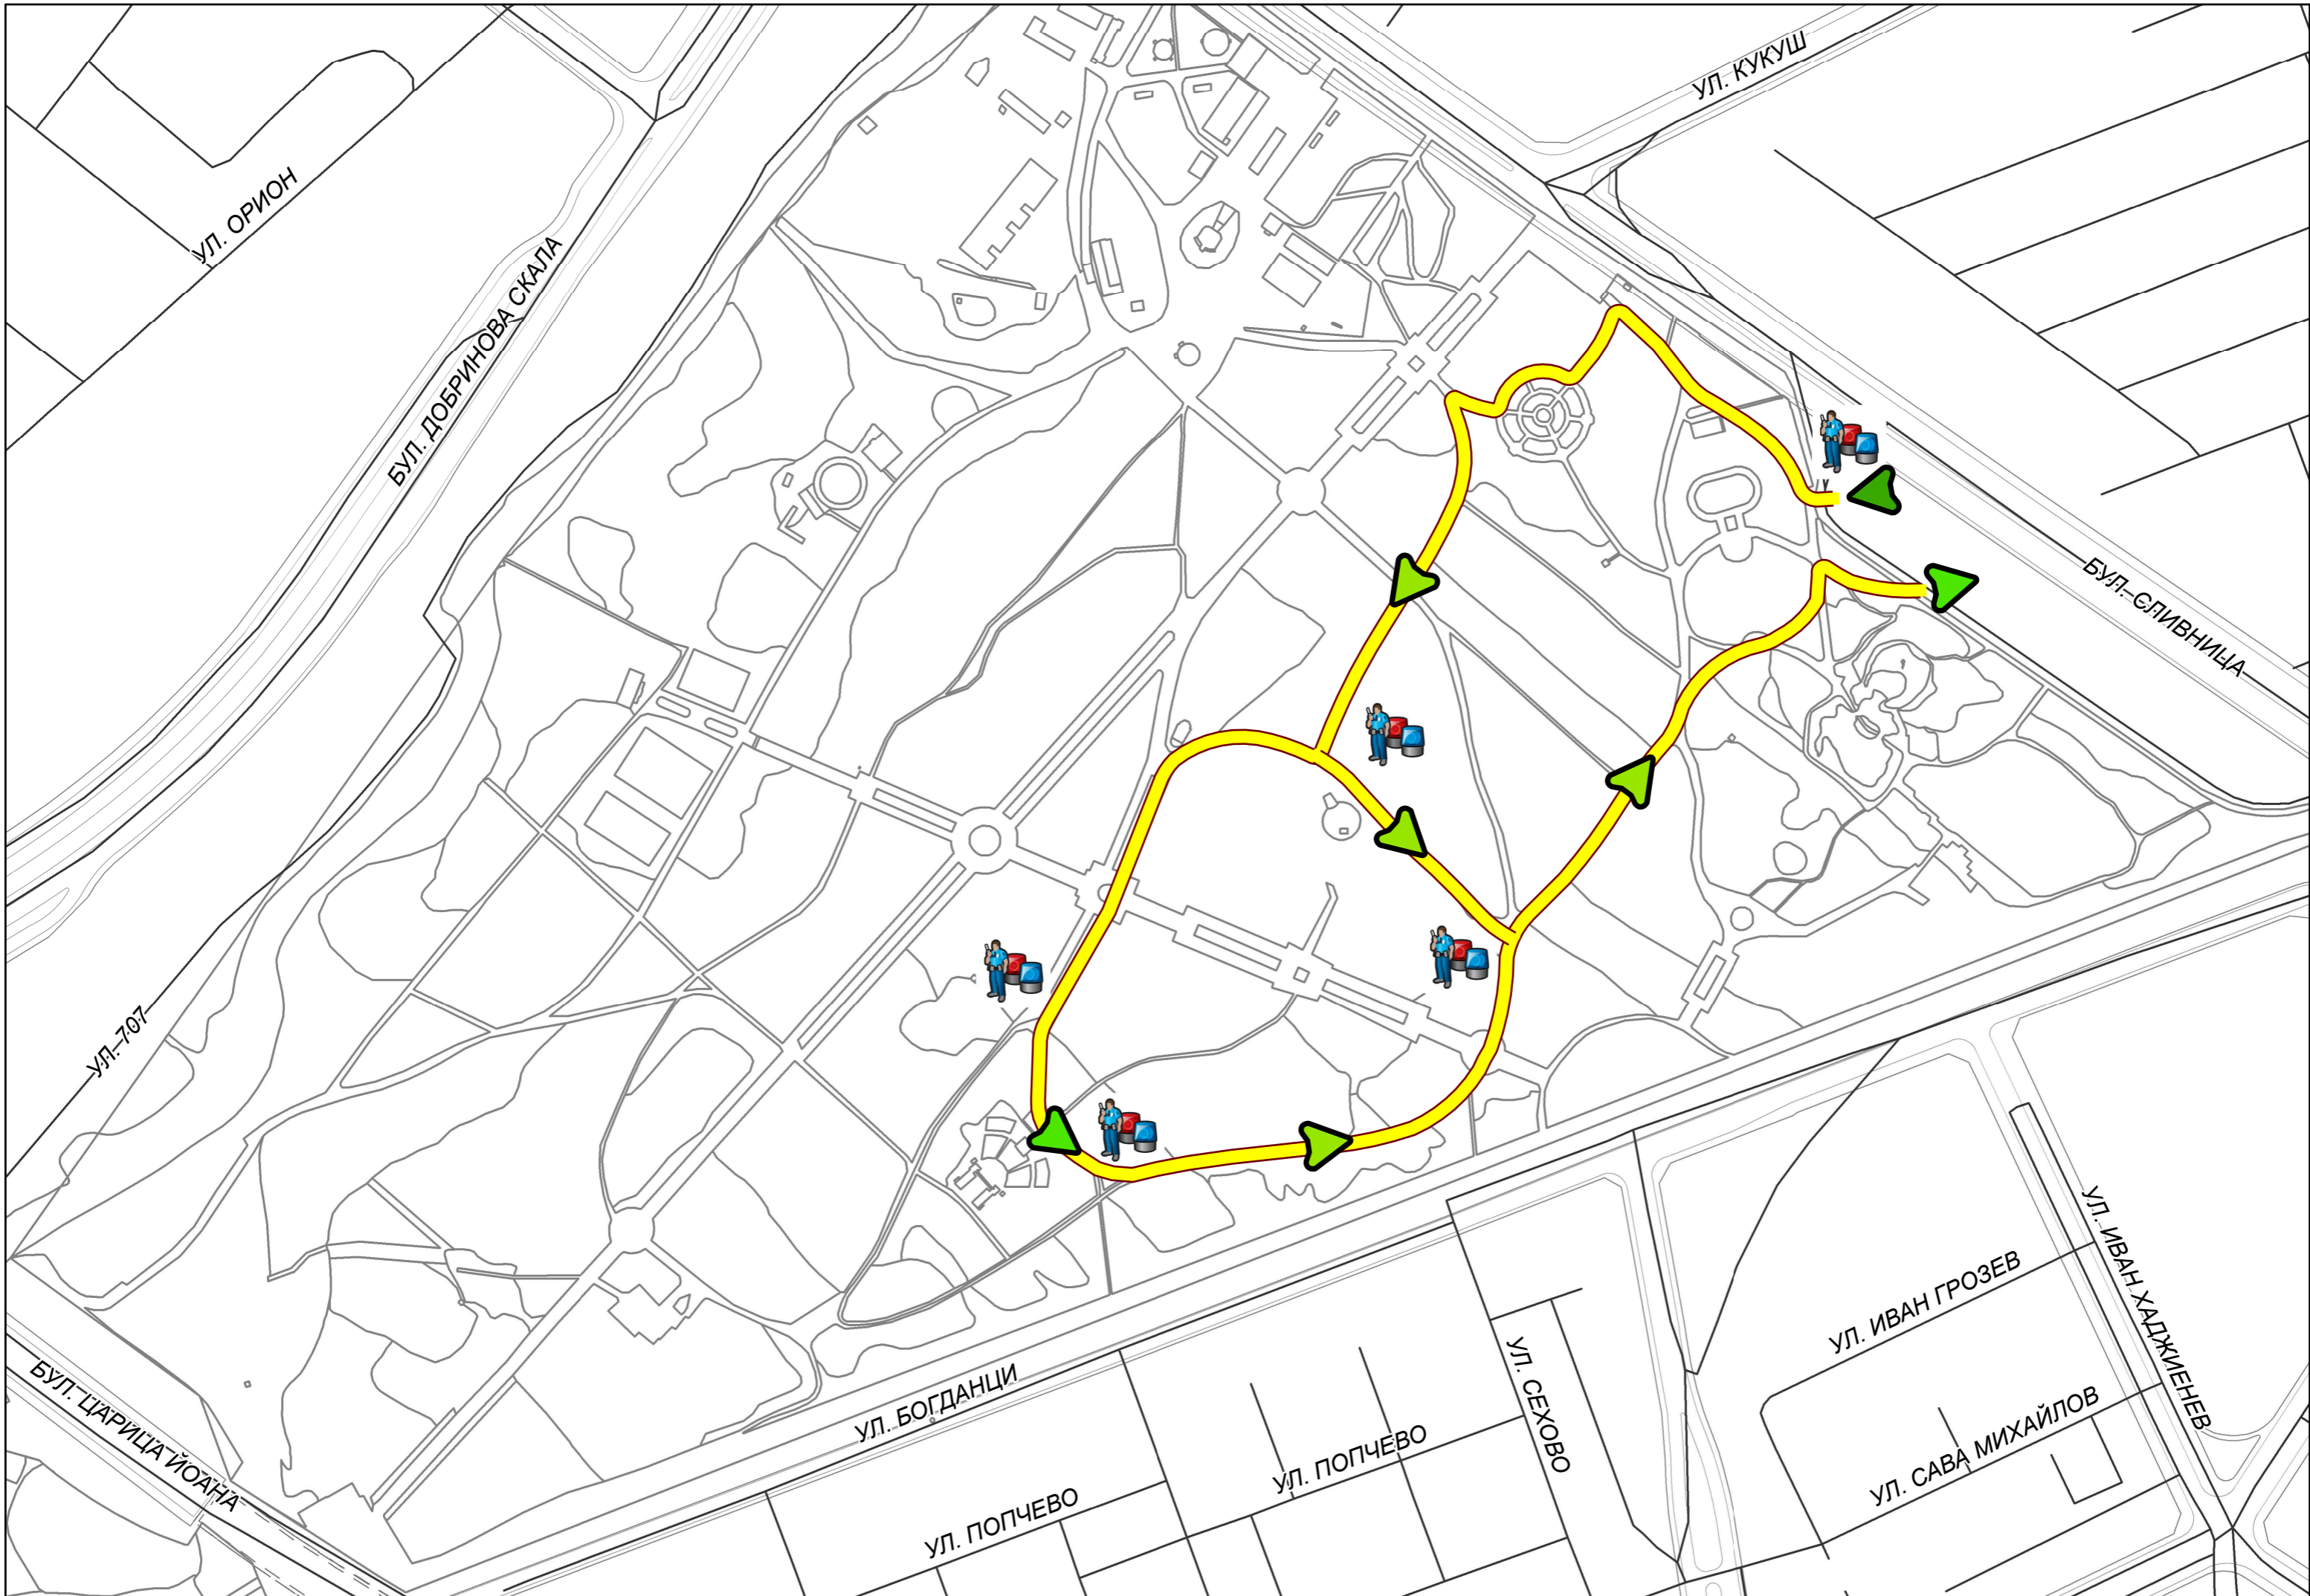 УЛ. КУКУШ
УЛ. ОРИОН
БУЛ. ДОБРИНОВА СКАЛА
БУЛ. СЛИВНИЦА
УЛ. 707
УЛ. ИВАН ХАДЖИЕНЕВ
УЛ. ИВАН ГРОЗЕВ
БУЛ. ЦАРИЦА ЙОАНА
УЛ. БОГДАНЦИ
УЛ. СЕХОВО
УЛ. САВА МИХАЙЛОВ
УЛ. ПОПЧЕВО
УЛ. ПОПЧЕВО